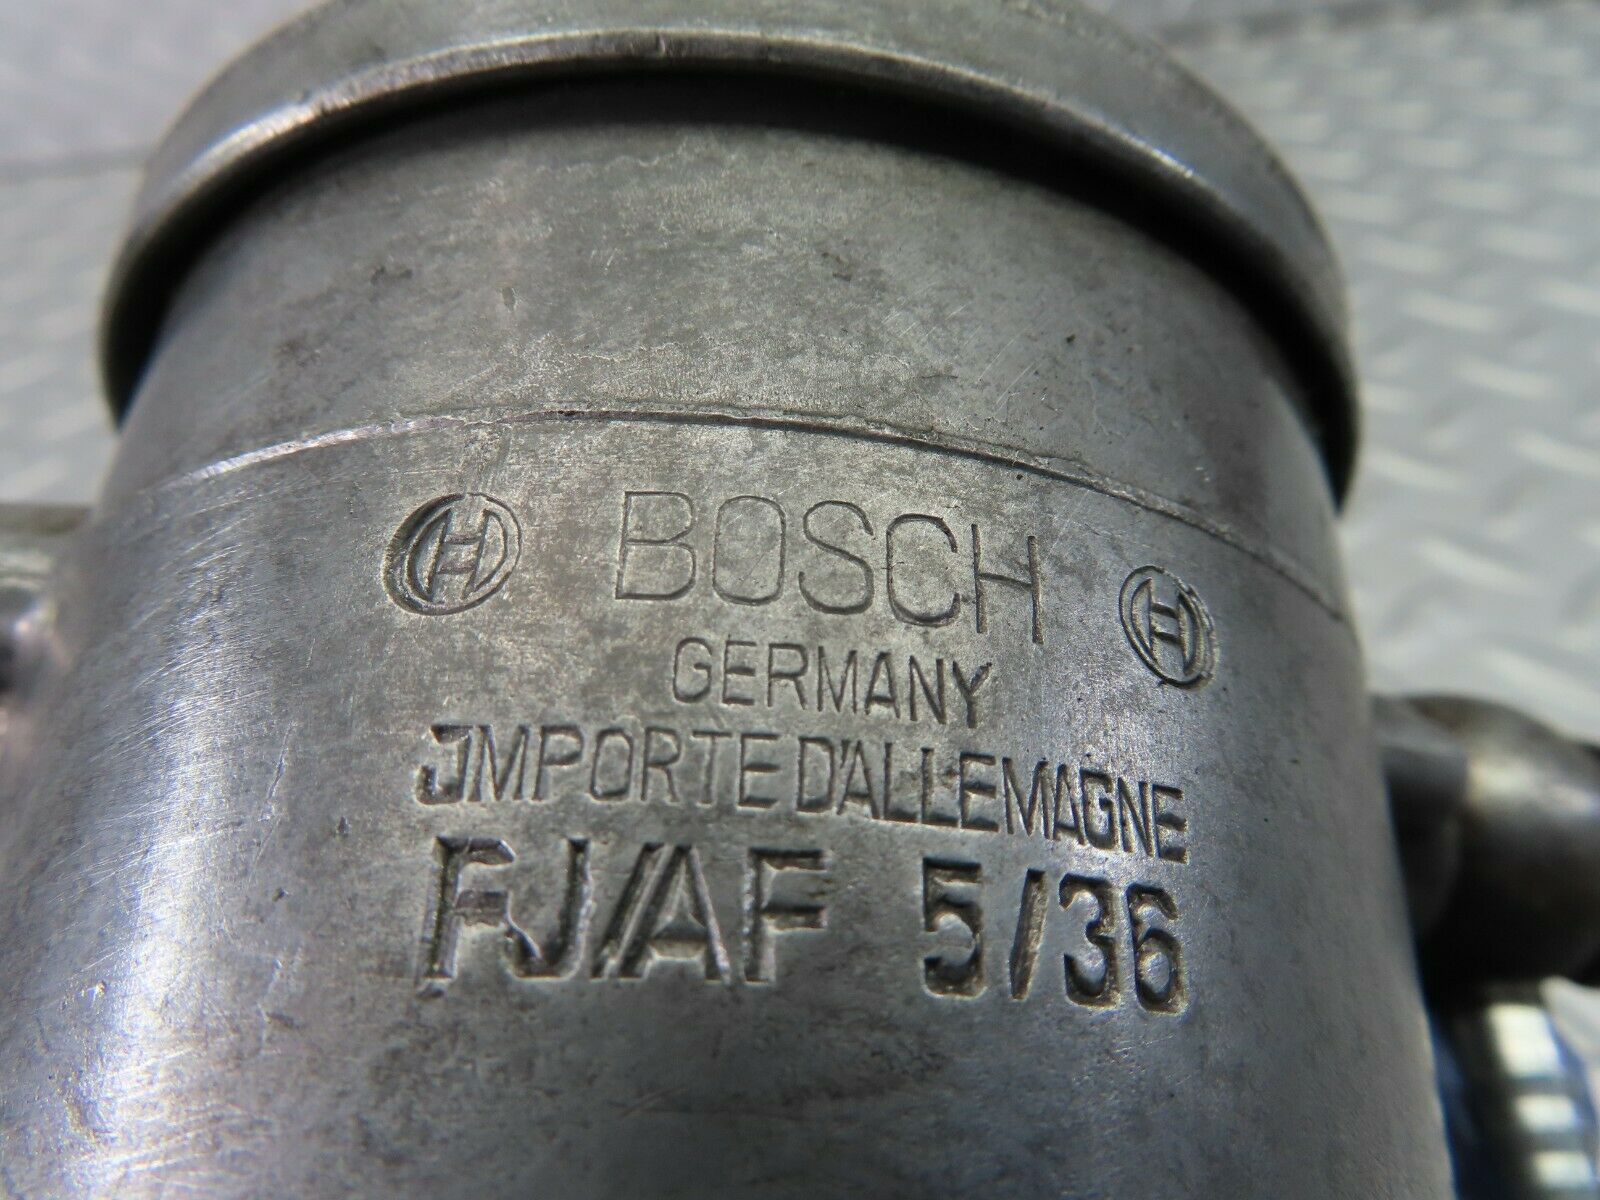 BOSCH
GERMANY
JMPORTE D'ALLEMAGNE
FJ/AF 5/36